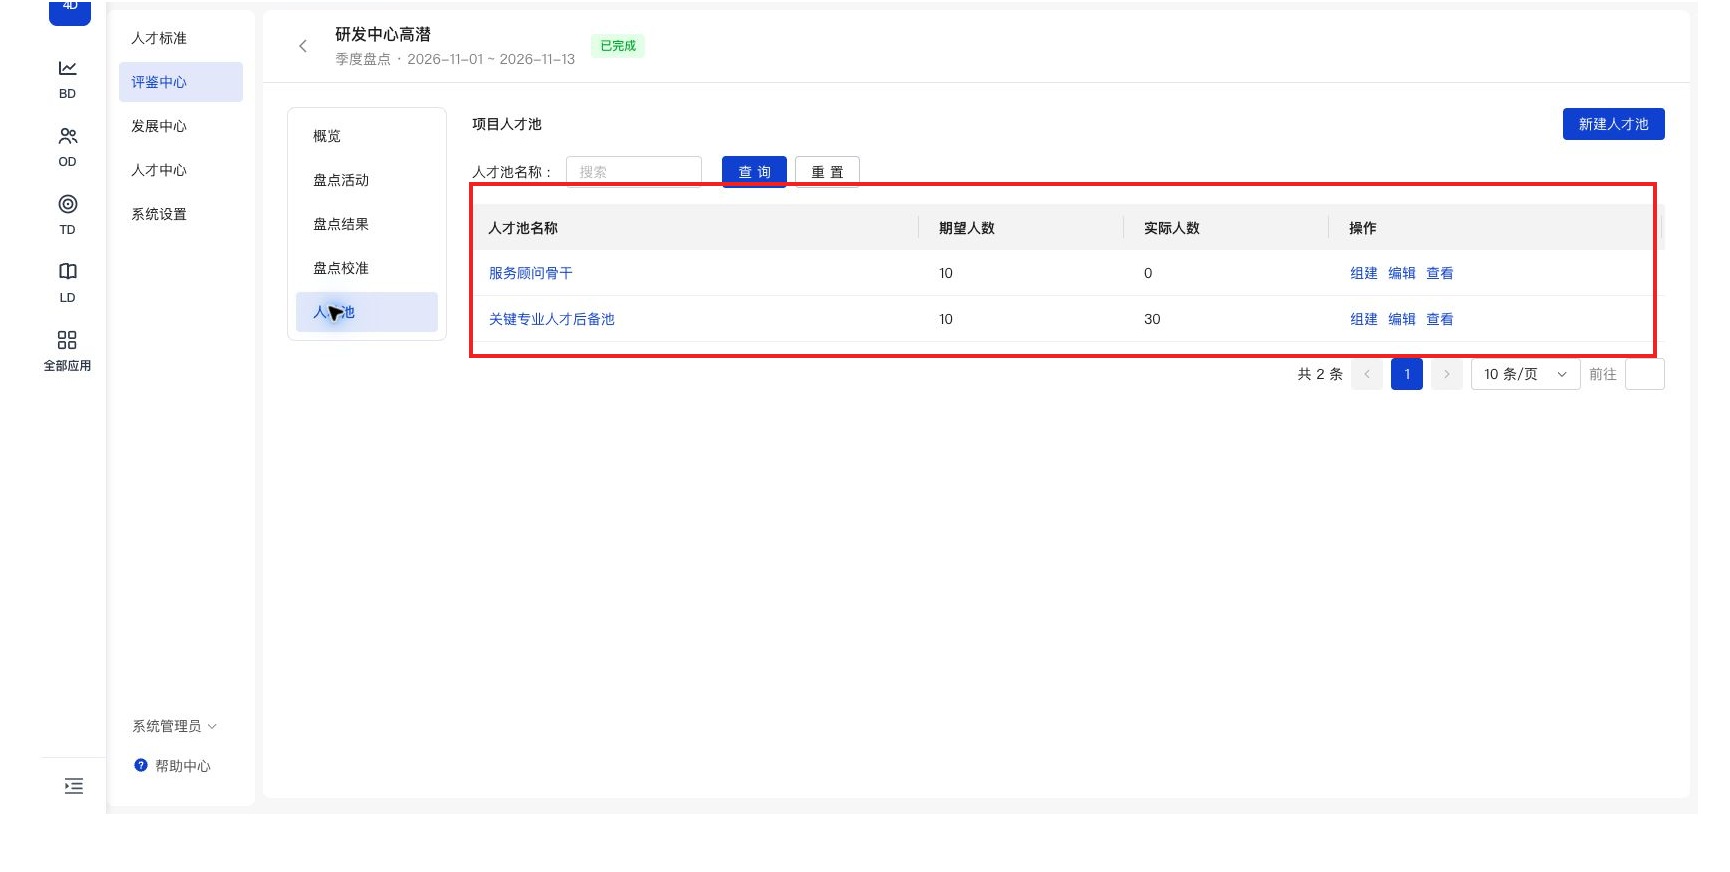 4D
BD
OD
TD
LD
全部应用
人才标准
评鉴中心
发展中心
人才中心
系统设置
系统管理员
帮助中心
研发中心高潜
季度盘点 · 2026-11-01 ~ 2026-11-13
已完成
概览
盘点活动
盘点结果
盘点校准
人 池
项目人才池
新建人才池
人才池名称： 搜索 查 询 重 置
人才池名称 期望人数 实际人数 操作
服务顾问骨干 10 0 组建 编辑 查看
关键专业人才后备池 10 30 组建 编辑 查看
共 2 条 1 10 条/页 前往